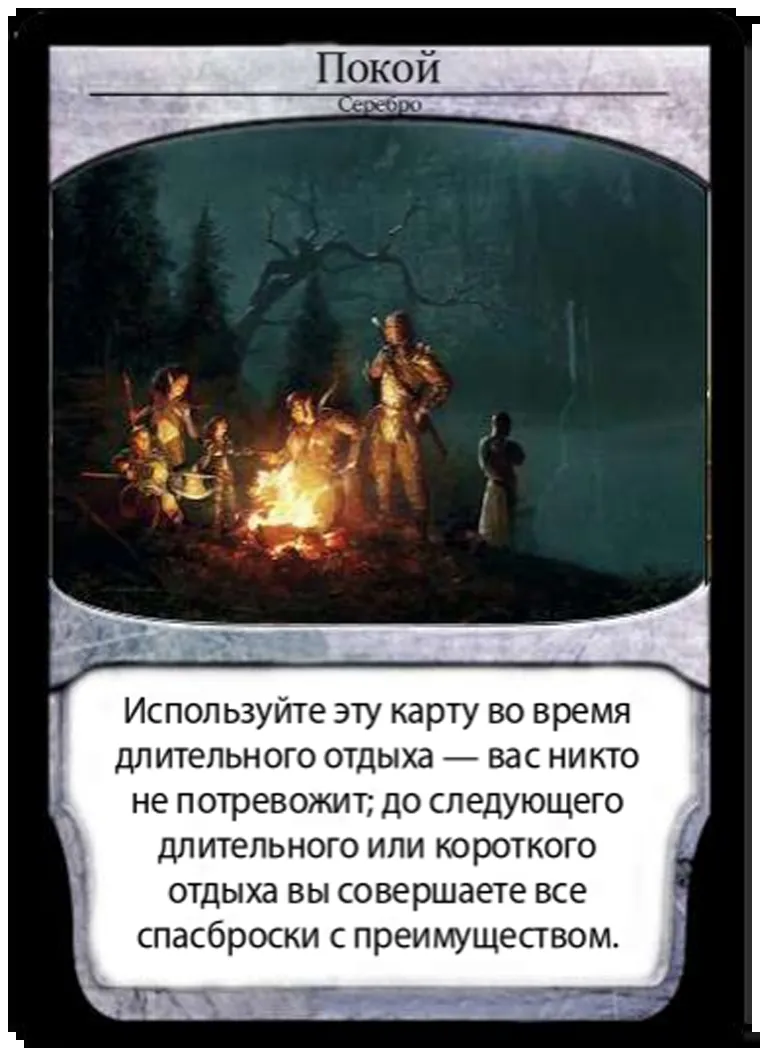 Покой
Серебро
Используйте эту карту во время
длительного отдыха — вас никто
не потревожит; до следующего
длительного или короткого
отдыха вы совершаете все
спасброски с преимуществом.